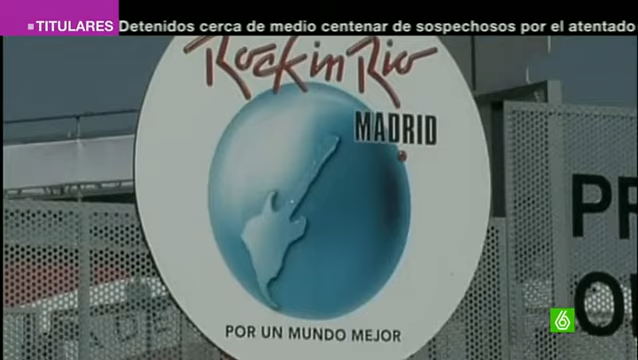 TITULARES
Detenidos cerca de medio centenar de sospechosos por el atentado
Rock in Rio
MADRID
POR UN MUNDO MEJOR
6